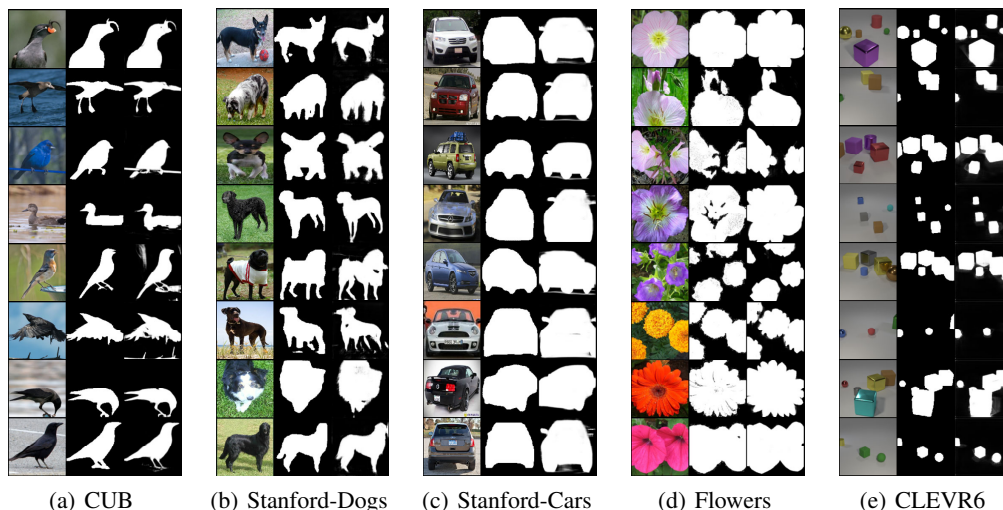 (a) CUB
(b) Stanford-Dogs
(c) Stanford-Cars
(d) Flowers
(e) CLEVR6